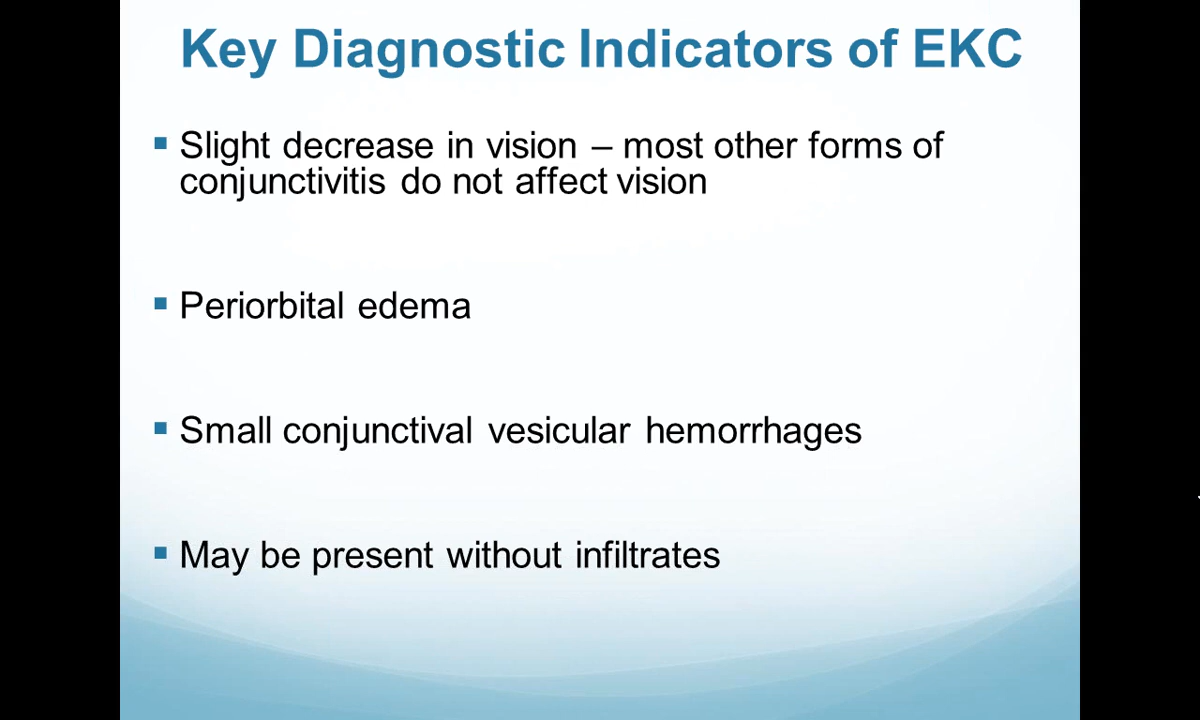 Key Diagnostic Indicators of EKC
Slight decrease in vision – most other forms of
conjunctivitis do not affect vision
Periorbital edema
Small conjunctival vesicular hemorrhages
May be present without infiltrates